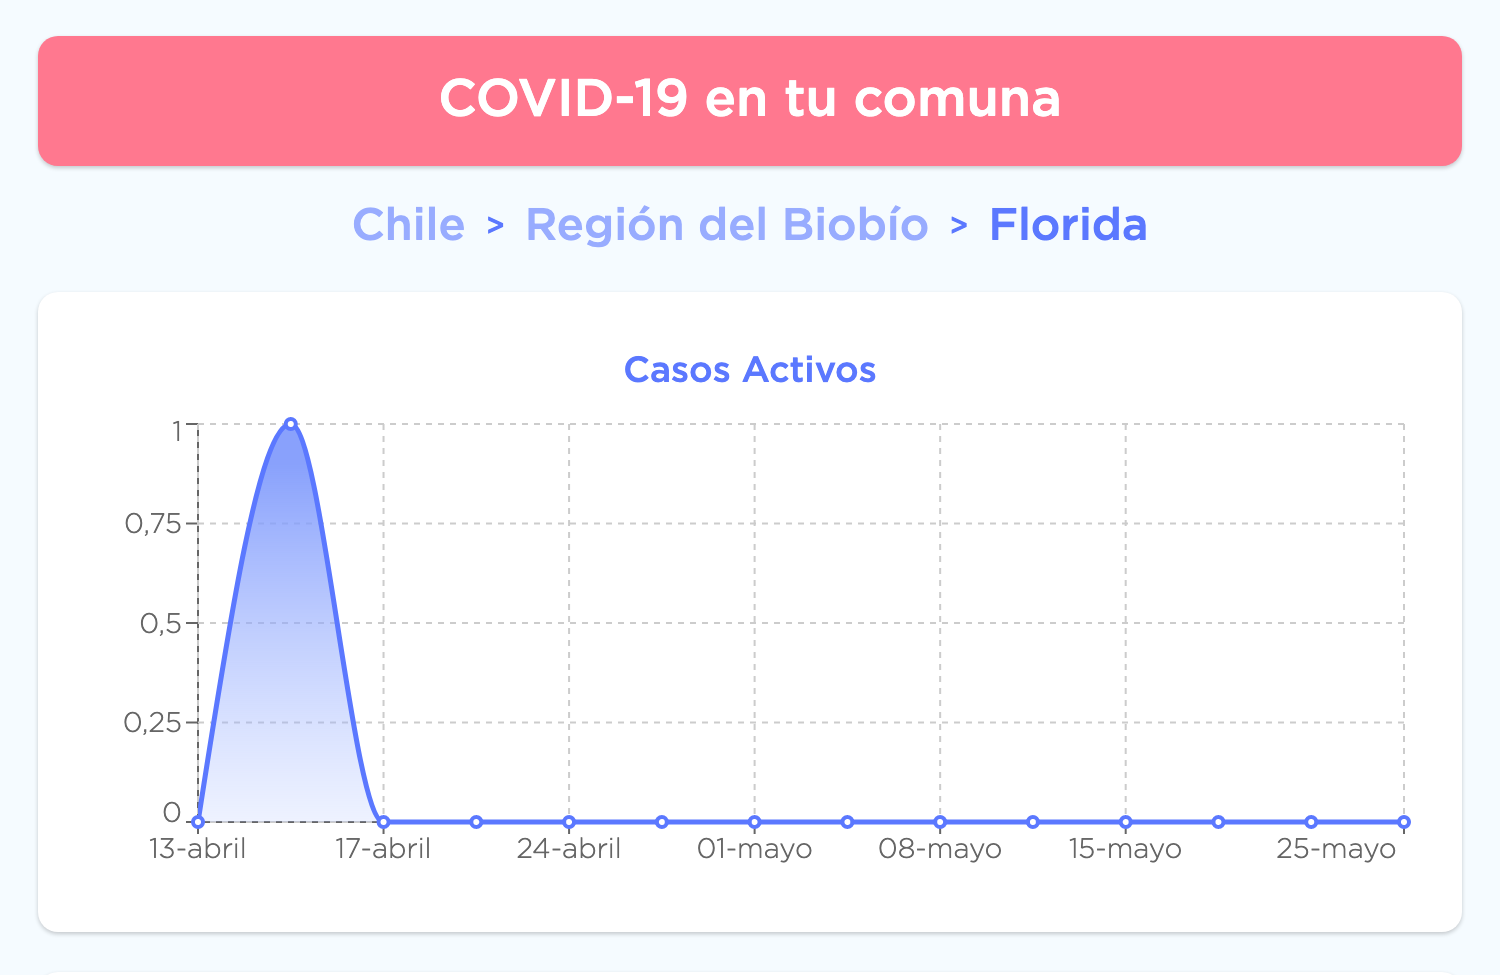 COVID-19 en tu comuna
Chile > Región del Biobío > Florida
Casos Activos
1
0,75
0,5
0,25
0
13-abril 17-abril 24-abril 01-mayo 08-mayo 15-mayo 25-mayo